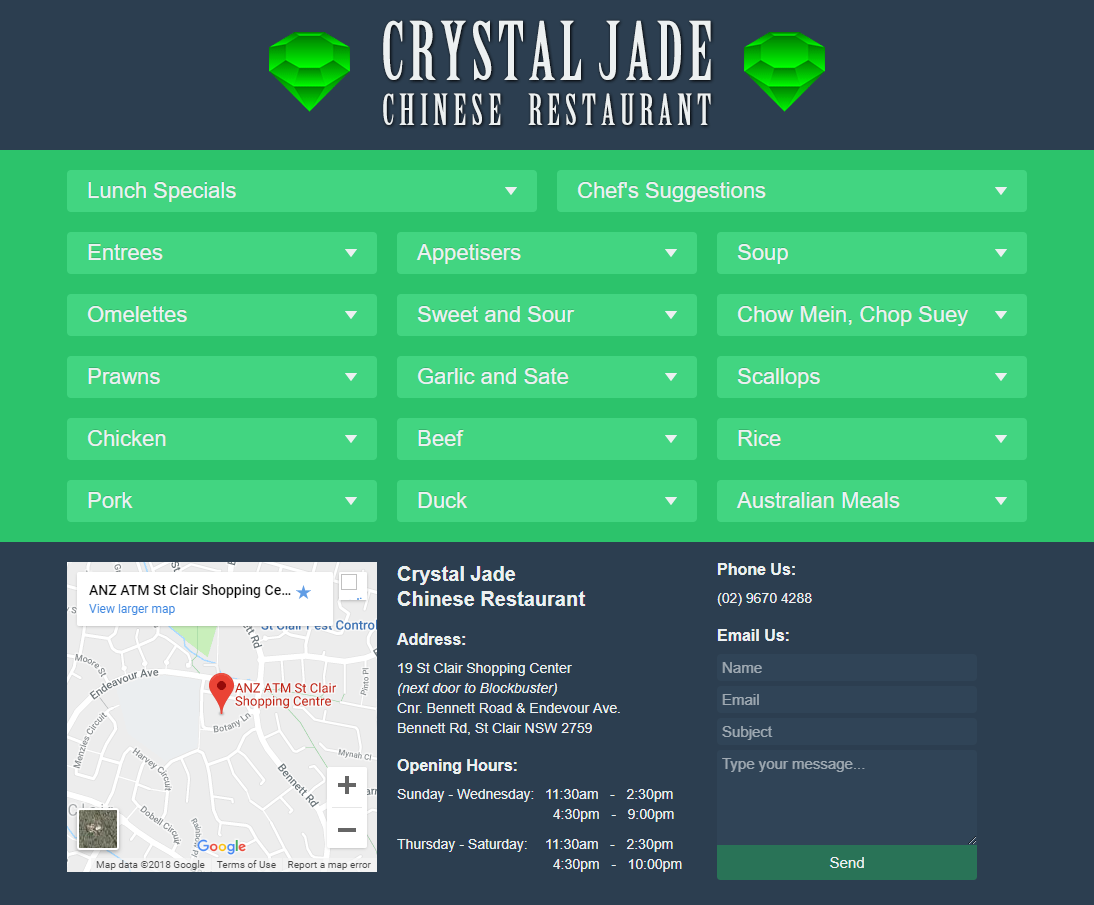 CRYSTAL JADE
CHINESE RESTAURANT
Lunch Specials
Chef's Suggestions
Entrees
Appetisers
Soup
Omelettes
Sweet and Sour
Chow Mein, Chop Suey
Prawns
Garlic and Sate
Scallops
Chicken
Beef
Rice
Pork
Duck
Australian Meals
ANZ ATM St Clair Shopping Ce...
View larger map
St Clair Pest Control
Moore St
Endeavour Ave
ANZ ATM St Clair
Shopping Centre
Botany Ln
Pinto Pl
Menzies Circuit
Harvey Circuit
Mynah Cl
Bennett Rd
Dobell Circuit
Google
Map data ©2018 Google
Terms of Use
Report a map error
Crystal Jade
Chinese Restaurant
Address:
19 St Clair Shopping Center
(next door to Blockbuster)
Cnr. Bennett Road & Endevour Ave.
Bennett Rd, St Clair NSW 2759
Opening Hours:
Sunday - Wednesday: 11:30am - 2:30pm
4:30pm - 9:00pm
Thursday - Saturday: 11:30am - 2:30pm
4:30pm - 10:00pm
Phone Us:
(02) 9670 4288
Email Us:
Name
Email
Subject
Type your message...
Send